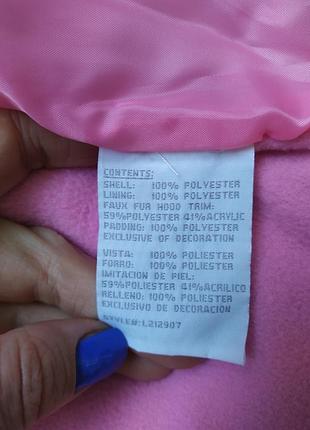 CONTENTS:
SHELL: 100% POLYESTER
LINING: 100% POLYESTER
FAUX FUR HOOD TRIM:
59%POLYESTER 41%ACRYLIC
PADDING: 100% POLYESTER
EXCLUSIVE OF DECORATION
VISTA: 100% POLIESTER
FORRO: 100% POLIESTER
IMITACION DE PIEL:
59%POLIESTER 41%ACRILICO
RELLENO: 100% POLIESTER
EXCLUSIVO DE DECORACION
STYLE#:L212907